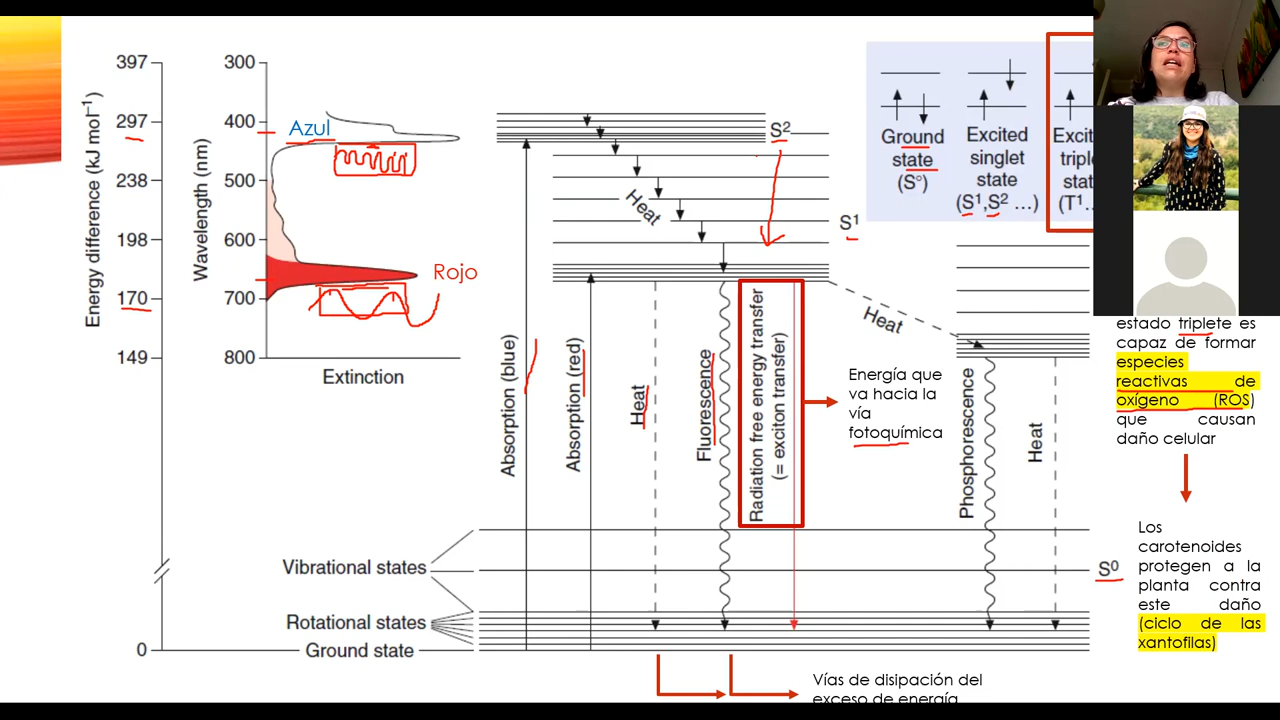 397
297
238
198
170
149
0
Energy difference (kJ mol⁻¹)
300
400
500
600
700
800
Wavelength (nm)
Azul
Rojo
Extinction
S²
S¹
S⁰
Heat
Heat
Absorption (blue)
Absorption (red)
Heat
Fluorescence
Radiation free energy transfer
(= exciton transfer)
Phosphorescence
Heat
Vibrational states
Rotational states
Ground state
Ground
state
(S°)
Excited
singlet
state
(S¹,S² ...)
Excit
triple
stat
(T¹..
Energía que
va hacia la
vía
fotoquímica
estado triplete es
capaz de formar
especies
reactivas de
oxígeno (ROS)
que causan
daño celular
Los
carotenoides
protegen a la
planta contra
este daño
(ciclo de las
xantofilas)
Vías de disipación del
exceso de energía